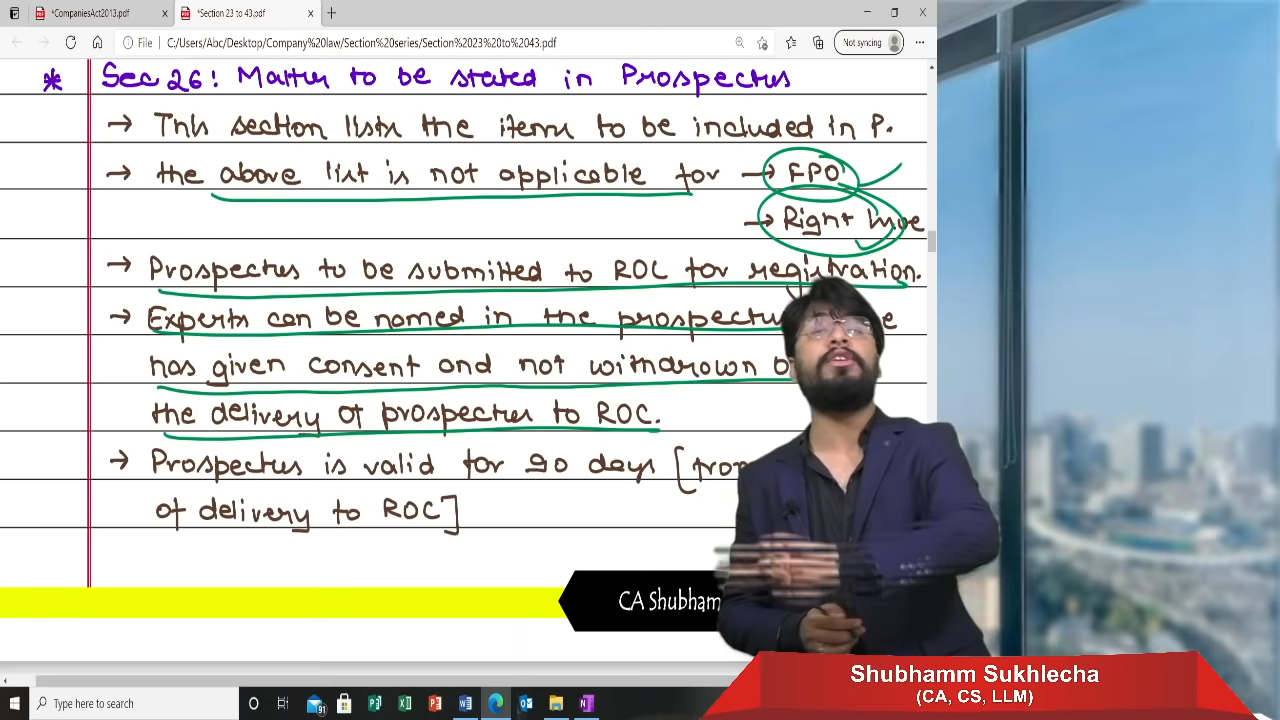 *CompaniesAct2013.pdf
*Section 23 to 43.pdf
File C:/Users/Abc/Desktop/Company%20law/Section%20series/Section%2023%20to%2043.pdf
Not syncing
* Sec 26: Matter to be stated in Prospectus
→ This section lists the items to be included in P.
→ the above list is not applicable for → FPO
→ Right Issue
→ Prospectus to be submitted to ROC for registration.
→ Experts can be named in the prospectus
has given consent and not withdrawn
the delivery of prospectus to ROC.
→ Prospectus is valid for 90 days [from
of delivery to ROC]
CA Shubham
Shubhamm Sukhlecha
(CA, CS, LLM)
Type here to search
91